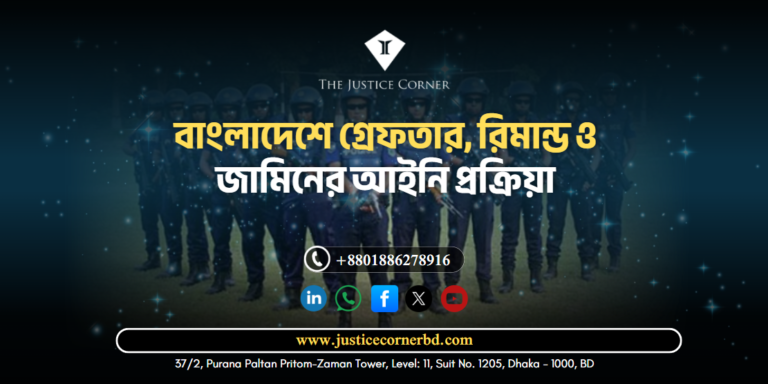 THE JUSTICE CORNER
বাংলাদেশে গ্রেফতার, রিমান্ড ও
জামিনের আইনি প্রক্রিয়া
+8801886278916
www.justicecornerbd.com
37/2, Purana Paltan Pritom-Zaman Tower, Level: 11, Suit No. 1205, Dhaka - 1000, BD